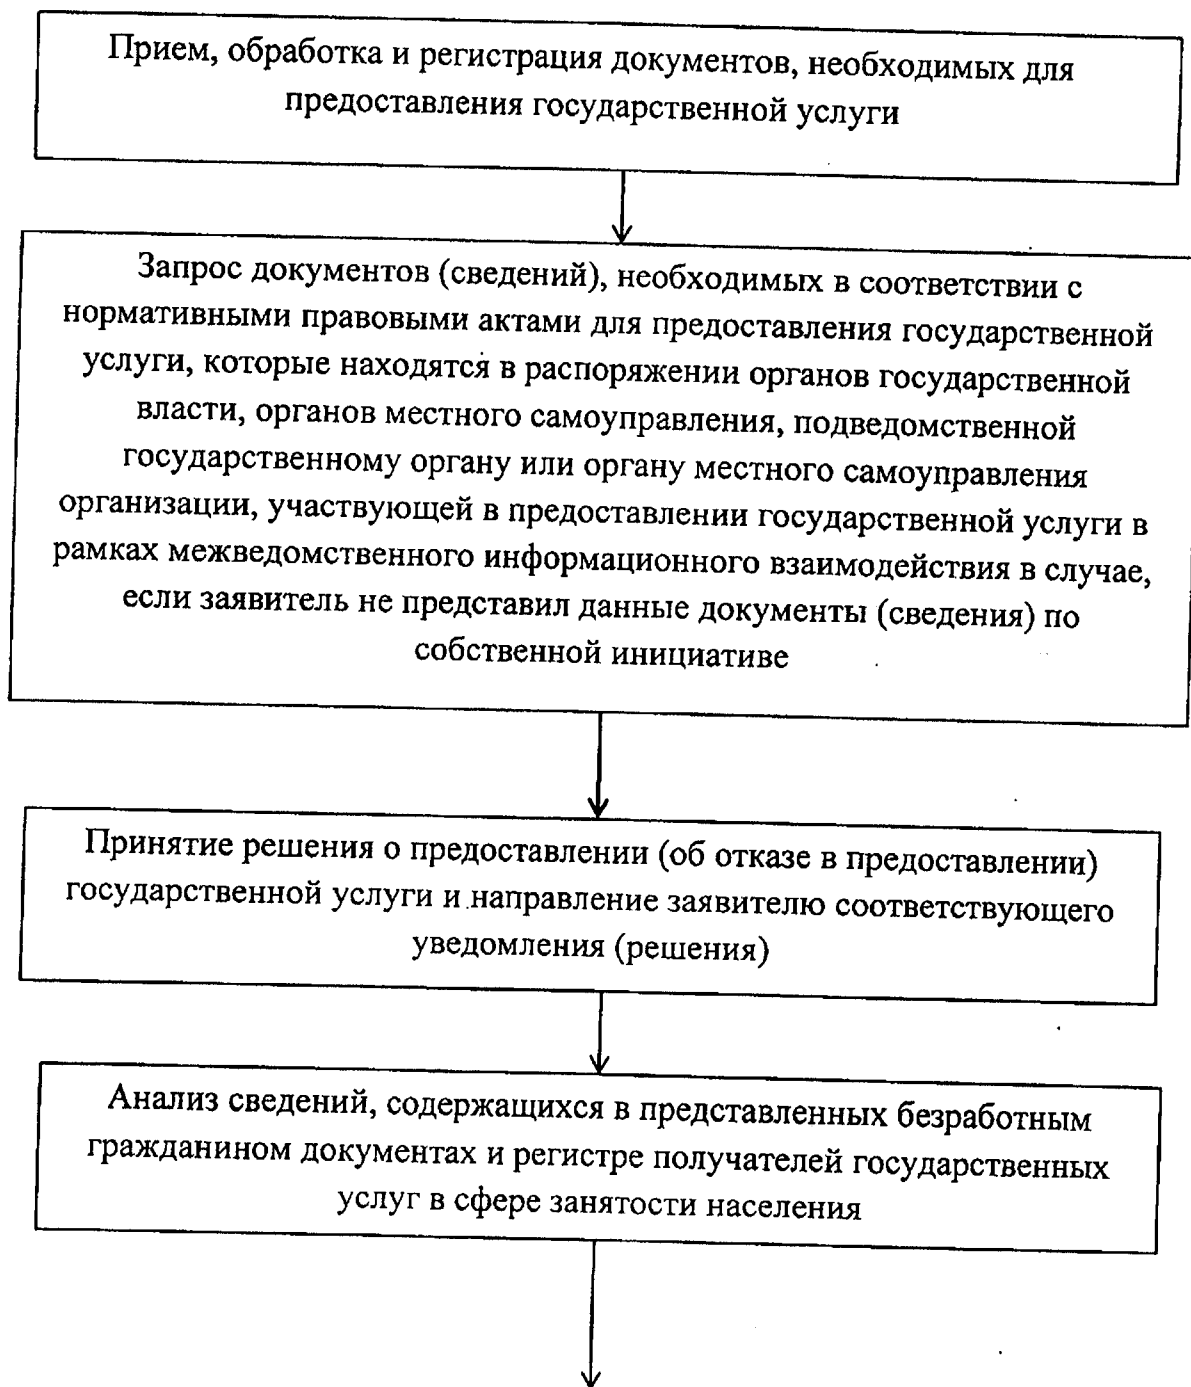 Прием, обработка и регистрация документов, необходимых для
предоставления государственной услуги
Запрос документов (сведений), необходимых в соответствии с
нормативными правовыми актами для предоставления государственной
услуги, которые находятся в распоряжении органов государственной
власти, органов местного самоуправления, подведомственной
государственному органу или органу местного самоуправления
организации, участвующей в предоставлении государственной услуги в
рамках межведомственного информационного взаимодействия в случае,
если заявитель не представил данные документы (сведения) по
собственной инициативе
Принятие решения о предоставлении (об отказе в предоставлении)
государственной услуги и направление заявителю соответствующего
уведомления (решения)
Анализ сведений, содержащихся в представленных безработным
гражданином документах и регистре получателей государственных
услуг в сфере занятости населения